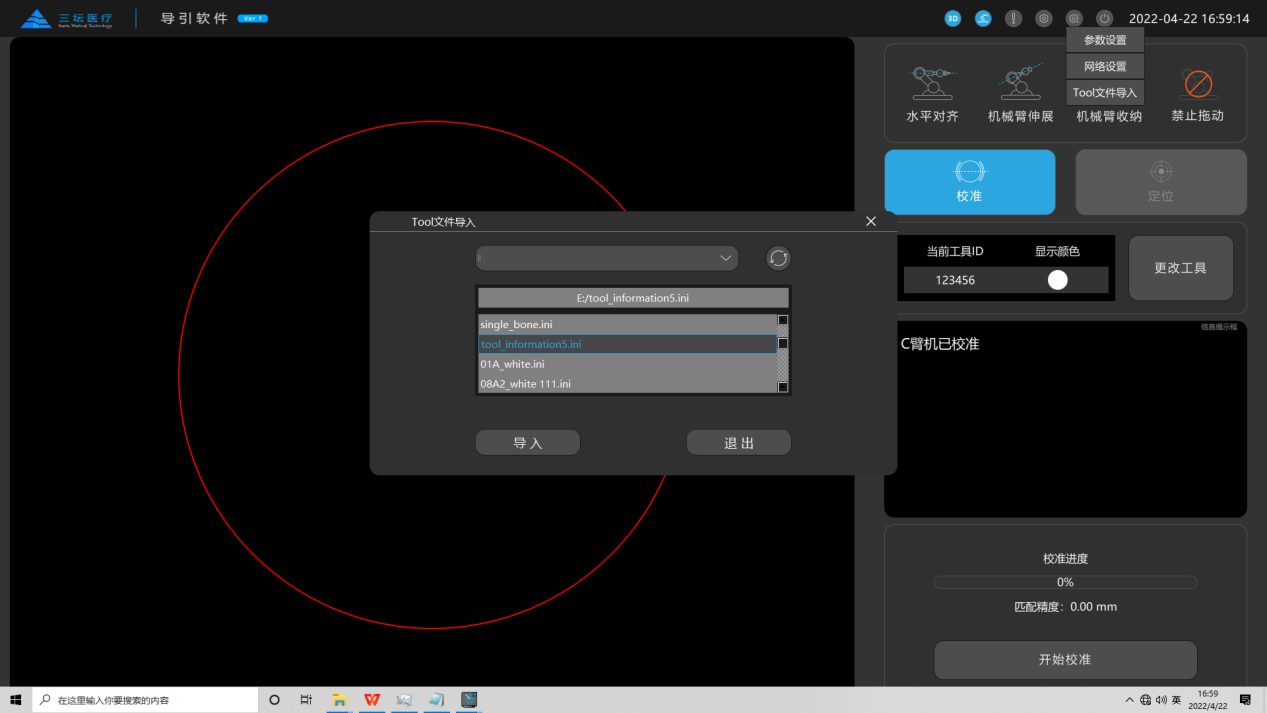 三坛医疗
Santa Medical Technology
导引软件
Ver 1
3D
2022-04-22 16:59:14
参数设置
网络设置
Tool文件导入
水平对齐
机械臂伸展
机械臂收纳
禁止拖动
校准
定位
Tool文件导入
当前工具ID
显示颜色
123456
更改工具
E:/tool_information5.ini
single_bone.ini
tool_information5.ini
01A_white.ini
08A2_white 111.ini
导入
退出
信息提示框
C臂机已校准
校准进度
0%
匹配精度：0.00 mm
开始校准
在这里输入你要搜索的内容
英
16:59
2022/4/22